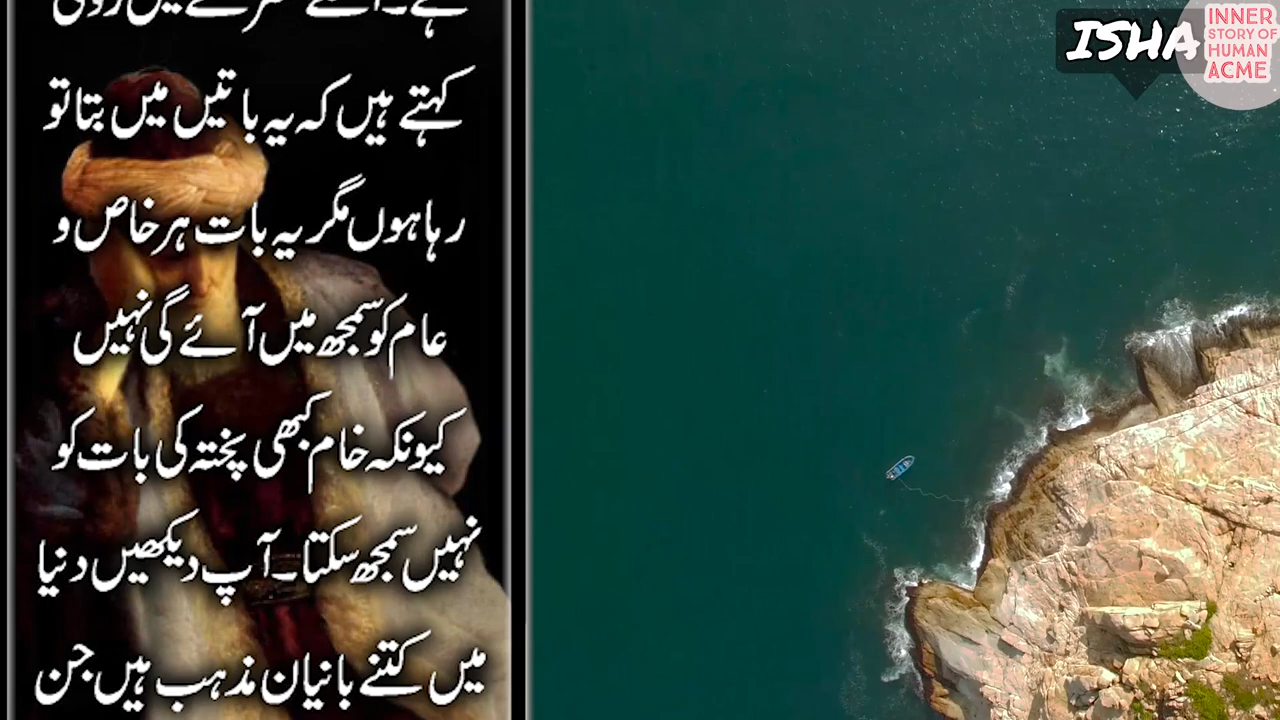 کہتے ہیں کہ یہ باتیں میں بتا تو
رہا ہوں مگر یہ بات ہر خاص و
عام کو سمجھ میں آئے گی نہیں
کیونکہ خام کبھی پختہ کی بات کو
نہیں سمجھ سکتا۔ آپ دیکھیں دنیا
میں کتنے بانیان مذہب ہیں جن
ISHA
INNER
STORY OF
HUMAN
ACME